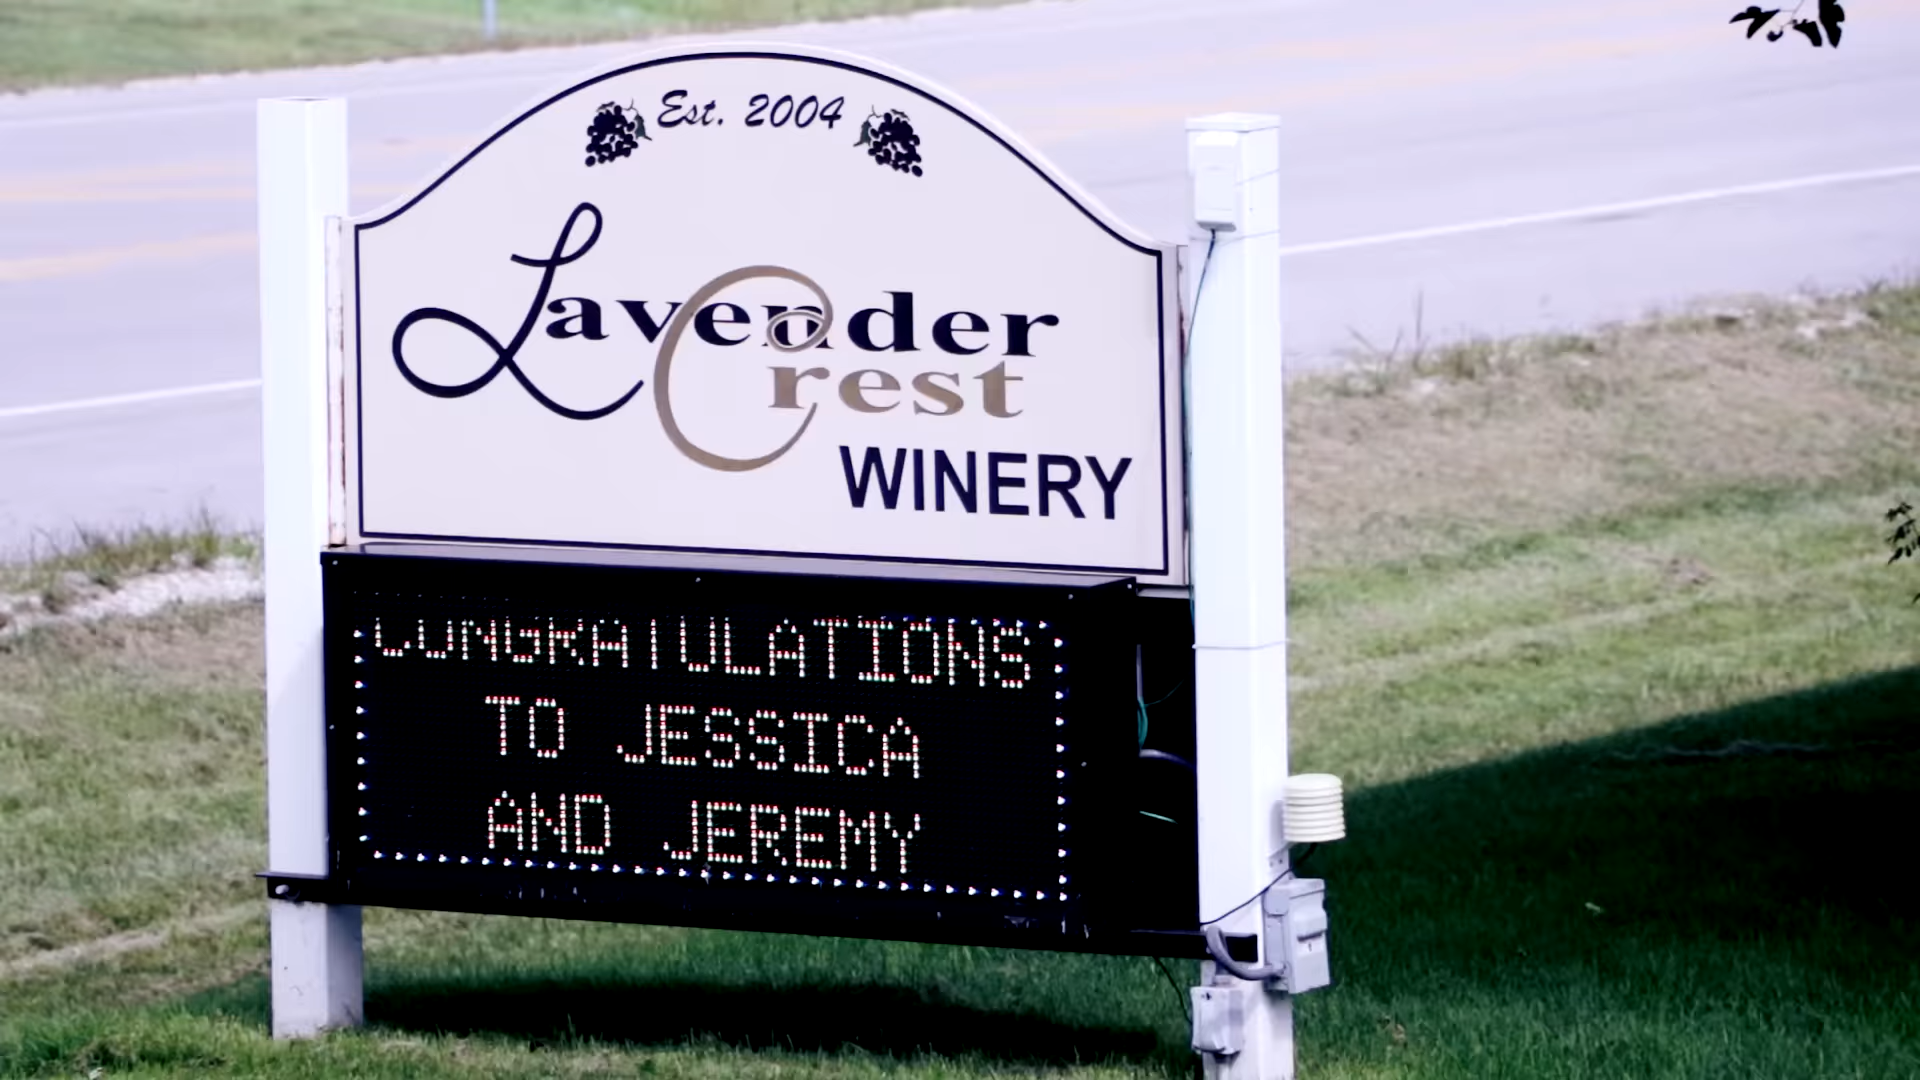 Est. 2004
Lavender
Crest
WINERY
CONGRATULATIONS
TO JESSICA
AND JEREMY